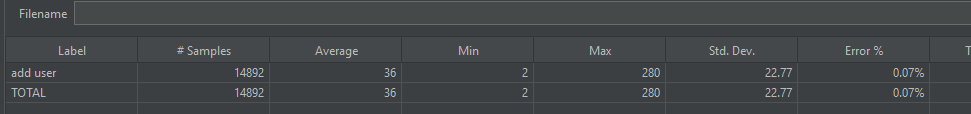 Filename
Label # Samples Average Min Max Std. Dev. Error % T
add user 14892 36 2 280 22.77 0.07%
TOTAL 14892 36 2 280 22.77 0.07%